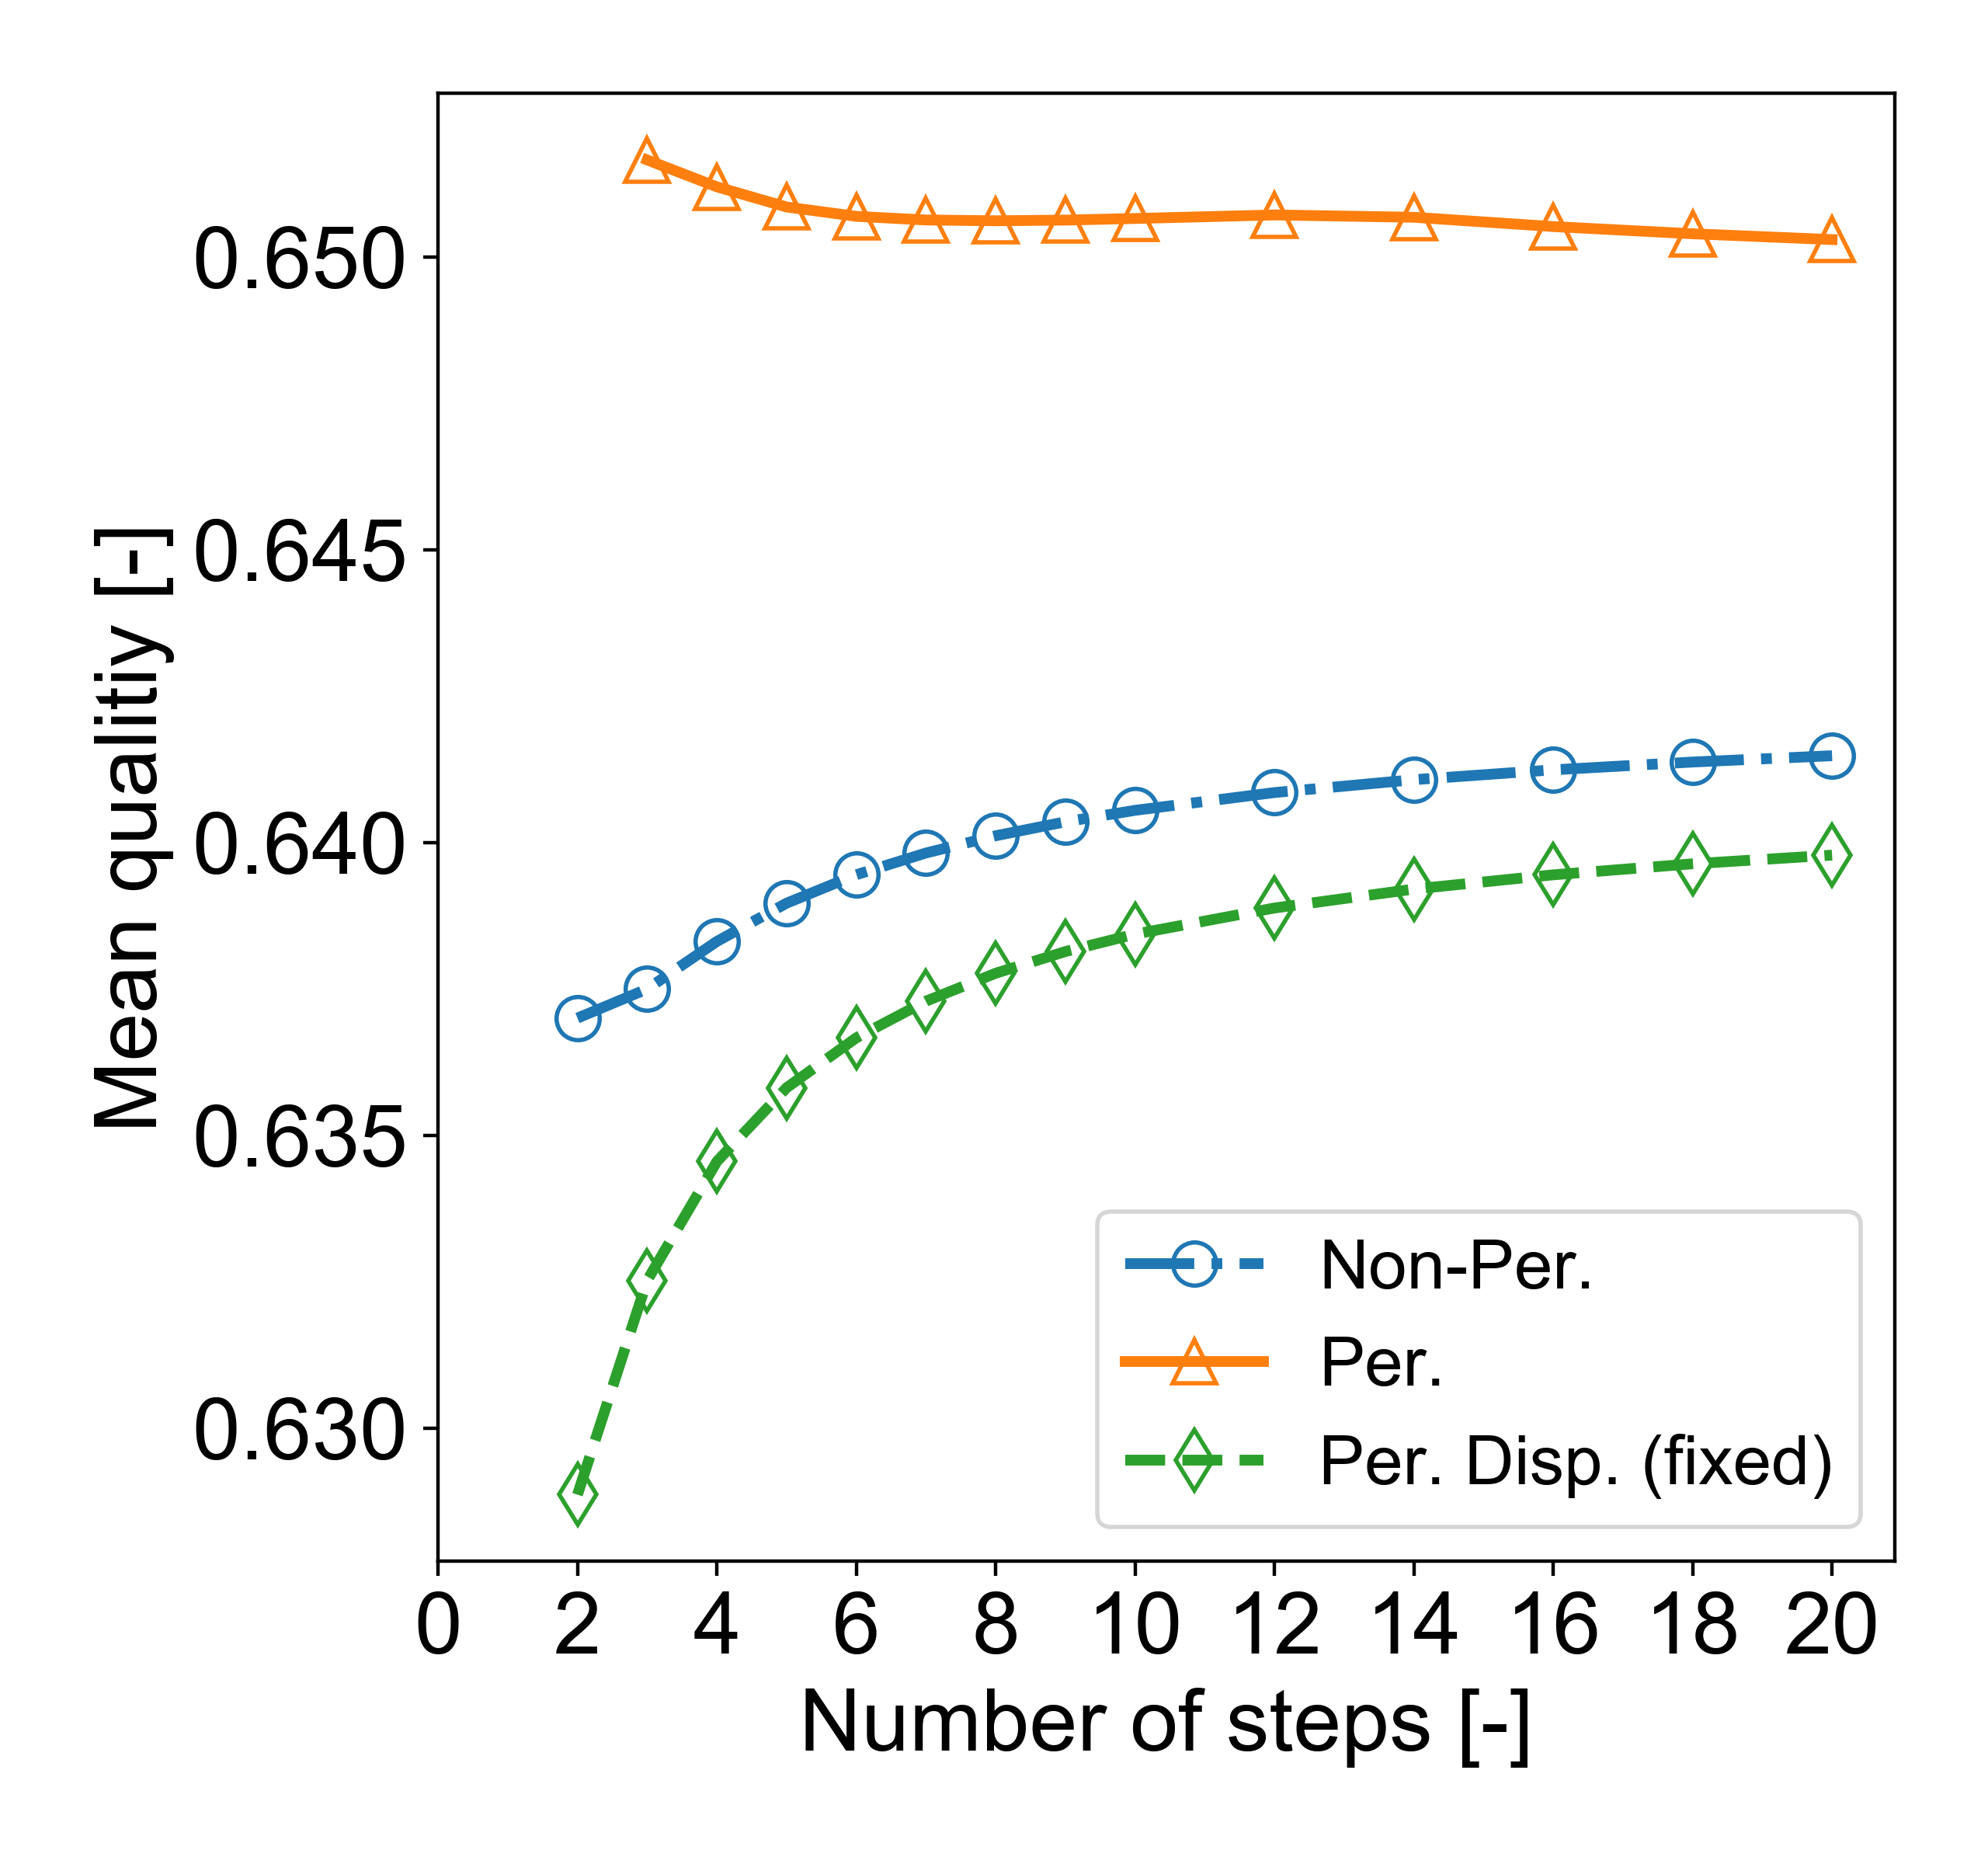 Mean qualitiy [-]
0.650
0.645
0.640
0.635
0.630
Non-Per.
Per.
Per. Disp. (fixed)
0 2 4 6 8 10 12 14 16 18 20
Number of steps [-]